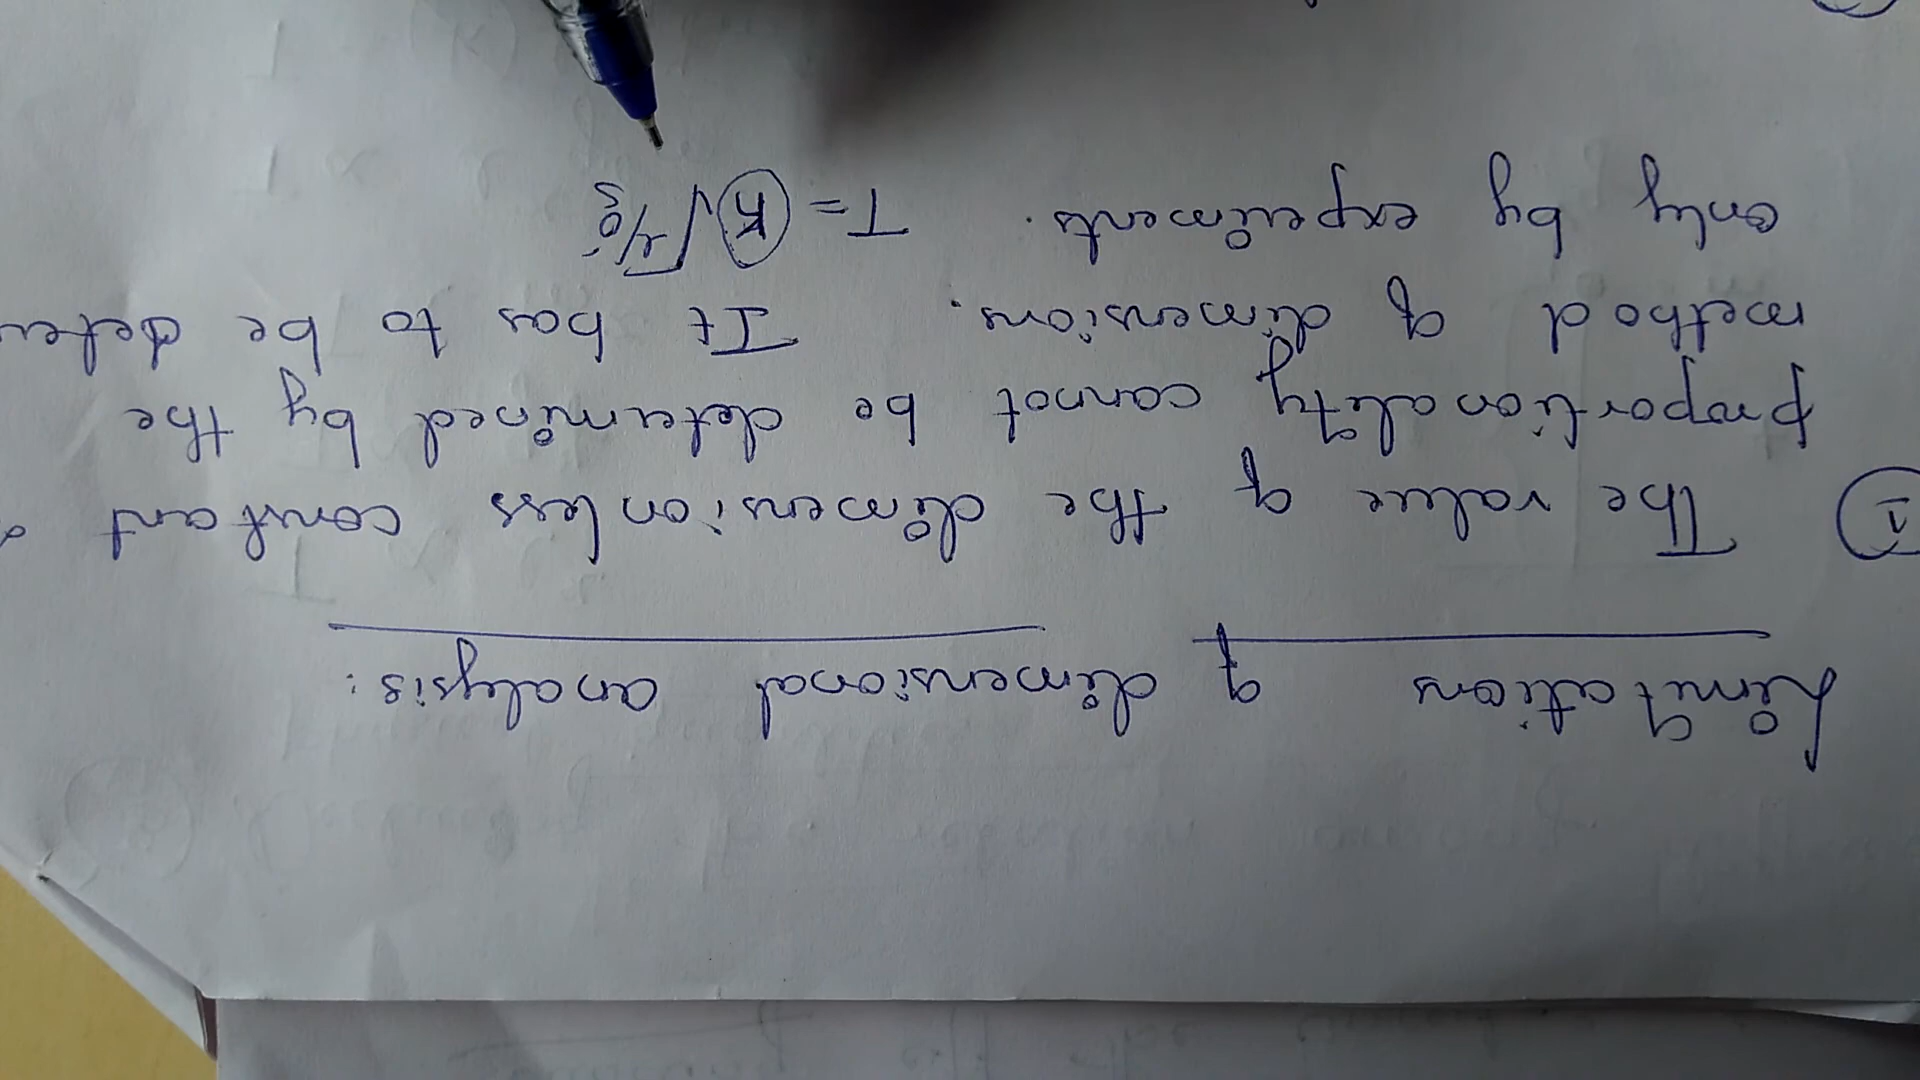 Limitations of dimensional analysis:
① The value of the dimensionless constant
proportionality cannot be determined by the
method of dimensions. It has to be deter
only by experiments. T = K√l/g